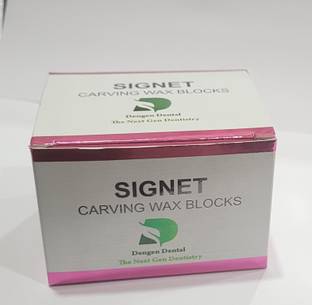 SIGNET
CARVING WAX BLOCKS
Dengen Dental
The Next Gen Dentistry
SIGNET
CARVING WAX BLOCKS
Dengen Dental
The Next Gen Dentistry